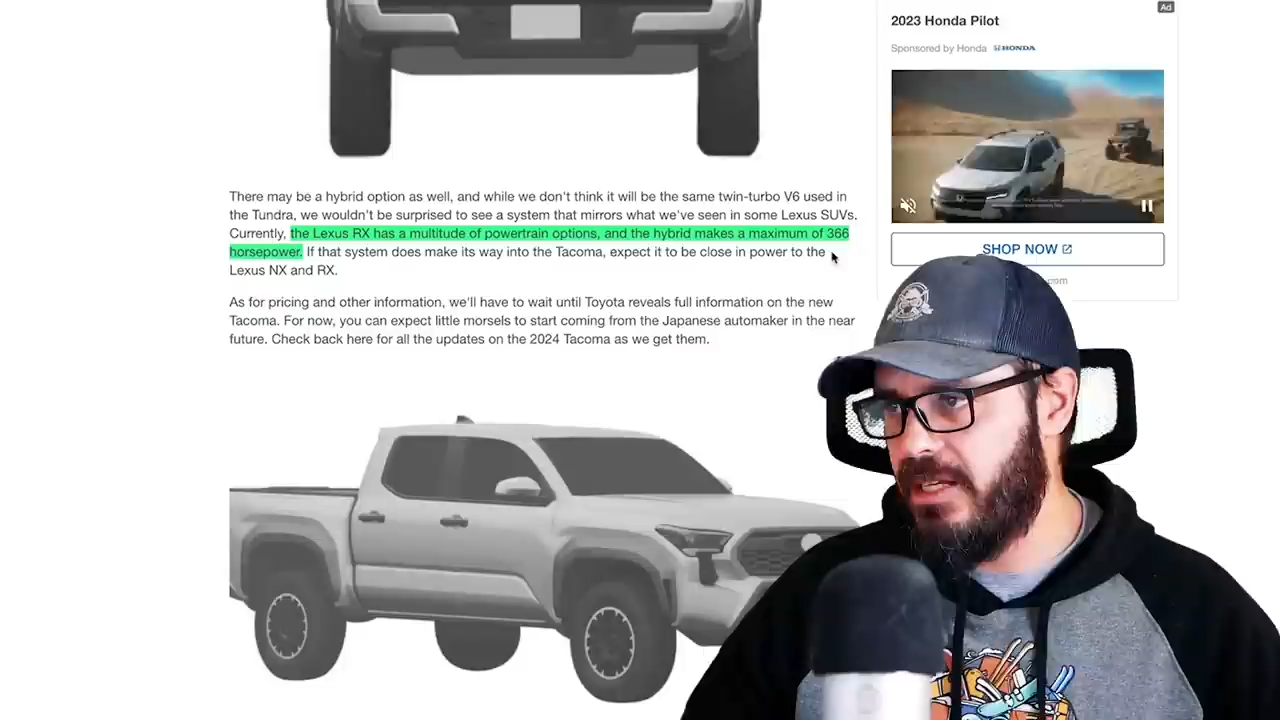 Ad
2023 Honda Pilot
Sponsored by Honda HONDA
SHOP NOW
.com
There may be a hybrid option as well, and while we don't think it will be the same twin-turbo V6 used in
the Tundra, we wouldn't be surprised to see a system that mirrors what we've seen in some Lexus SUVs.
Currently, the Lexus RX has a multitude of powertrain options, and the hybrid makes a maximum of 366
horsepower. If that system does make its way into the Tacoma, expect it to be close in power to the
Lexus NX and RX.
As for pricing and other information, we'll have to wait until Toyota reveals full information on the new
Tacoma. For now, you can expect little morsels to start coming from the Japanese automaker in the near
future. Check back here for all the updates on the 2024 Tacoma as we get them.